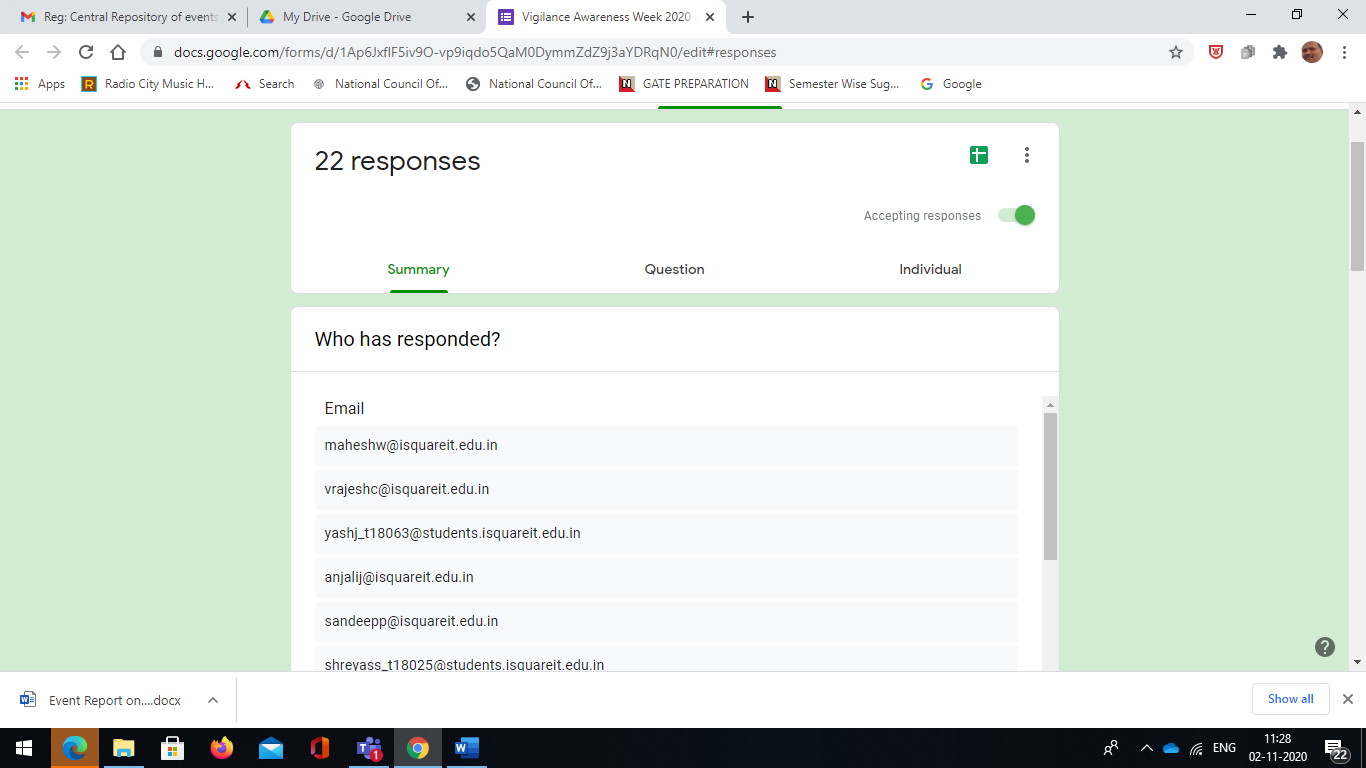 Reg: Central Repository of events
My Drive - Google Drive
Vigilance Awareness Week 2020
docs.google.com/forms/d/1Ap6JxflF5iv9O-vp9iqdo5QaM0DymmZdZ9j3aYDRqN0/edit#responses
Apps
Radio City Music H...
Search
National Council Of...
National Council Of...
GATE PREPARATION
Semester Wise Sug...
Google
22 responses
Accepting responses
Summary
Question
Individual
Who has responded?
Email
maheshw@isquareit.edu.in
vrajeshc@isquareit.edu.in
yashj_t18063@students.isquareit.edu.in
anjalij@isquareit.edu.in
sandeepp@isquareit.edu.in
shreyass_t18025@students.isquareit.edu.in
Event Report on....docx
Show all
1
ENG
11:28
02-11-2020
22